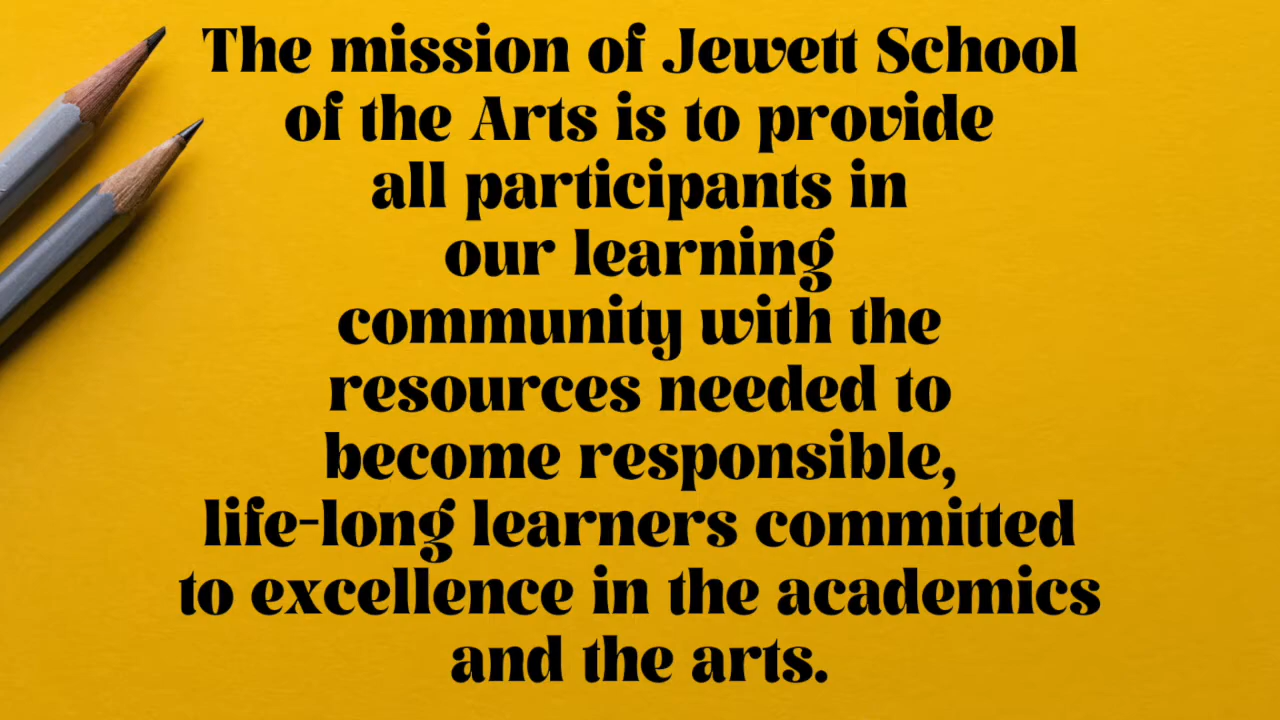 The mission of Jewett School
of the Arts is to provide
all participants in
our learning
community with the
resources needed to
become responsible,
life-long learners committed
to excellence in the academics
and the arts.